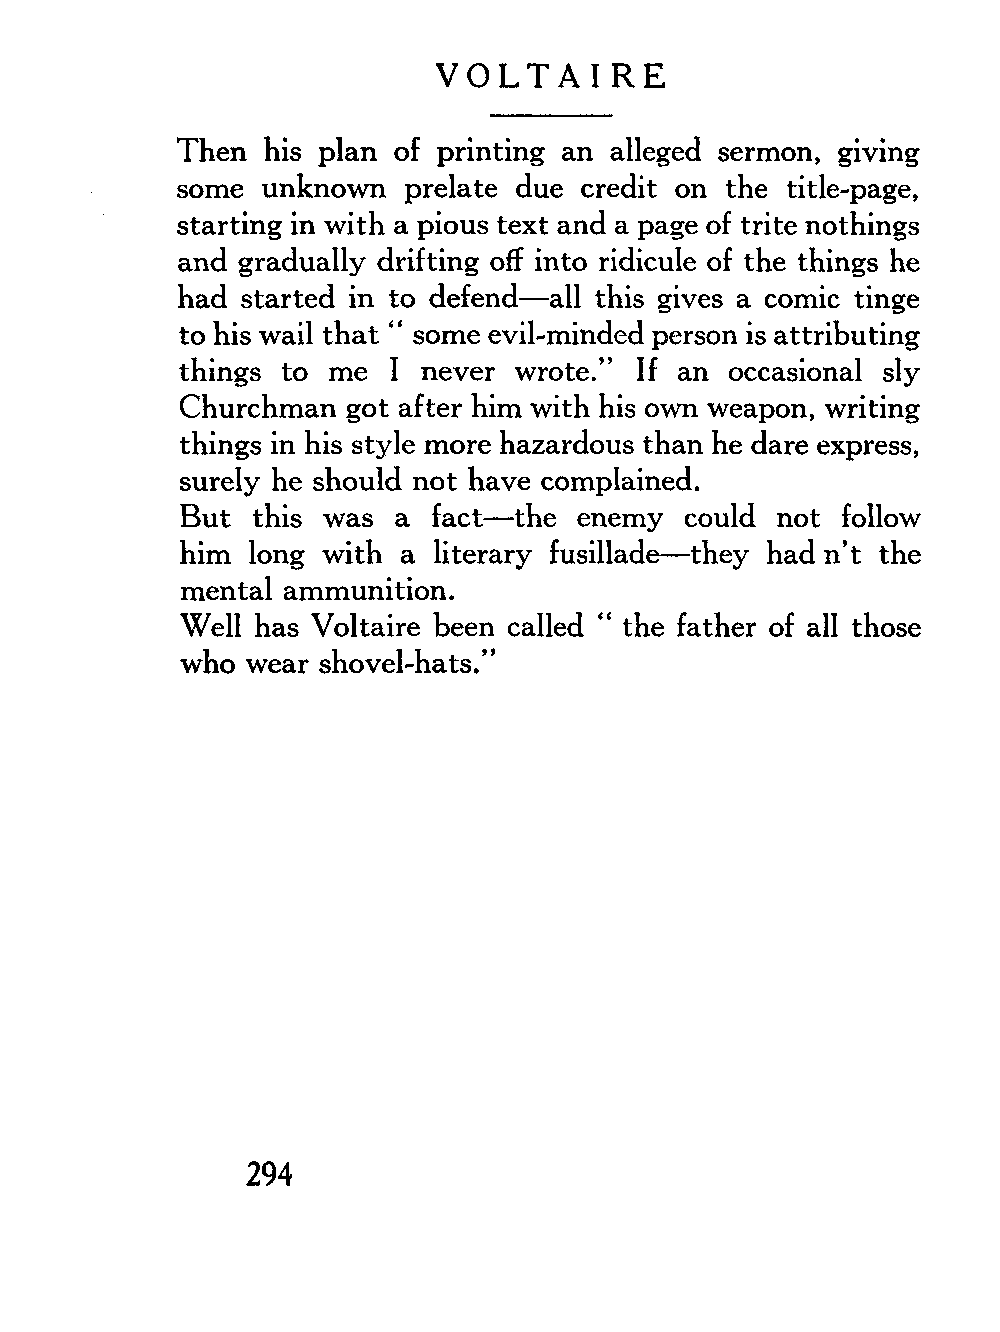 VOLTAIRE
Then his plan of printing an alleged sermon, giving
some unknown prelate due credit on the title-page,
starting in with a pious text and a page of trite nothings
and gradually drifting off into ridicule of the things he
had started in to defend—all this gives a comic tinge
to his wail that “ some evil-minded person is attributing
things to me I never wrote.” If an occasional sly
Churchman got after him with his own weapon, writing
things in his style more hazardous than he dare express,
surely he should not have complained.
But this was a fact—the enemy could not follow
him long with a literary fusillade—they had n’t the
mental ammunition.
Well has Voltaire been called “ the father of all those
who wear shovel-hats.”
294